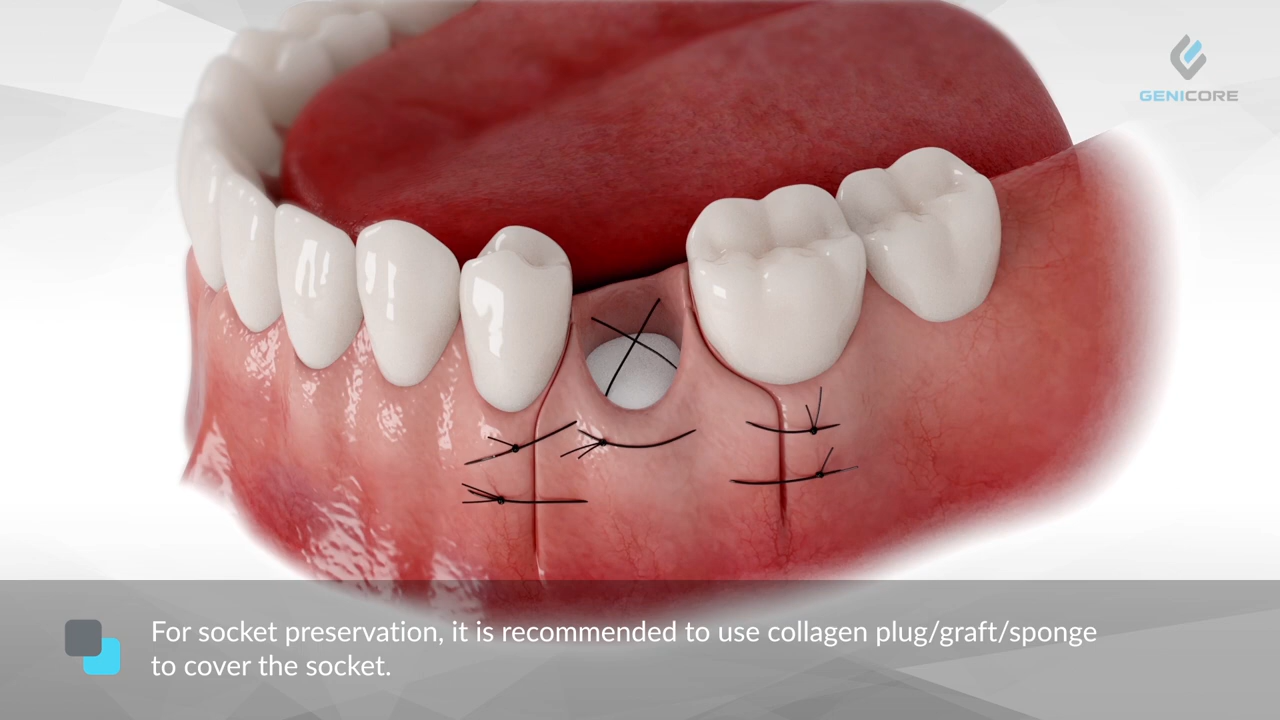 GENICORE
For socket preservation, it is recommended to use collagen plug/graft/sponge
to cover the socket.